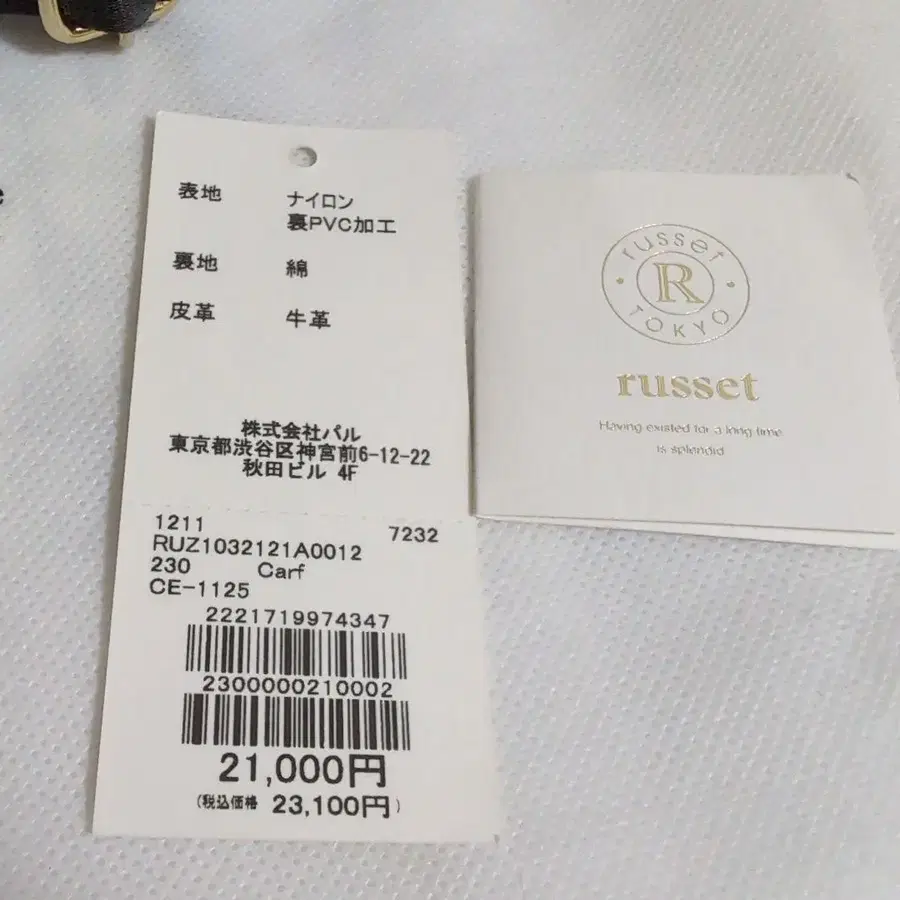 表地 ナイロン
裏PVC加工
裏地 綿
皮革 牛革
株式会社パル
東京都渋谷区神宮前6-12-22
秋田ビル 4F
1211 7232
RUZ1032121A0012
230 Carf
CE-1125
2221719974347
2300000210002
21,000円
(税込価格 23,100円)
russet
R
TOKYO
russet
Having existed for a long time
is splendid